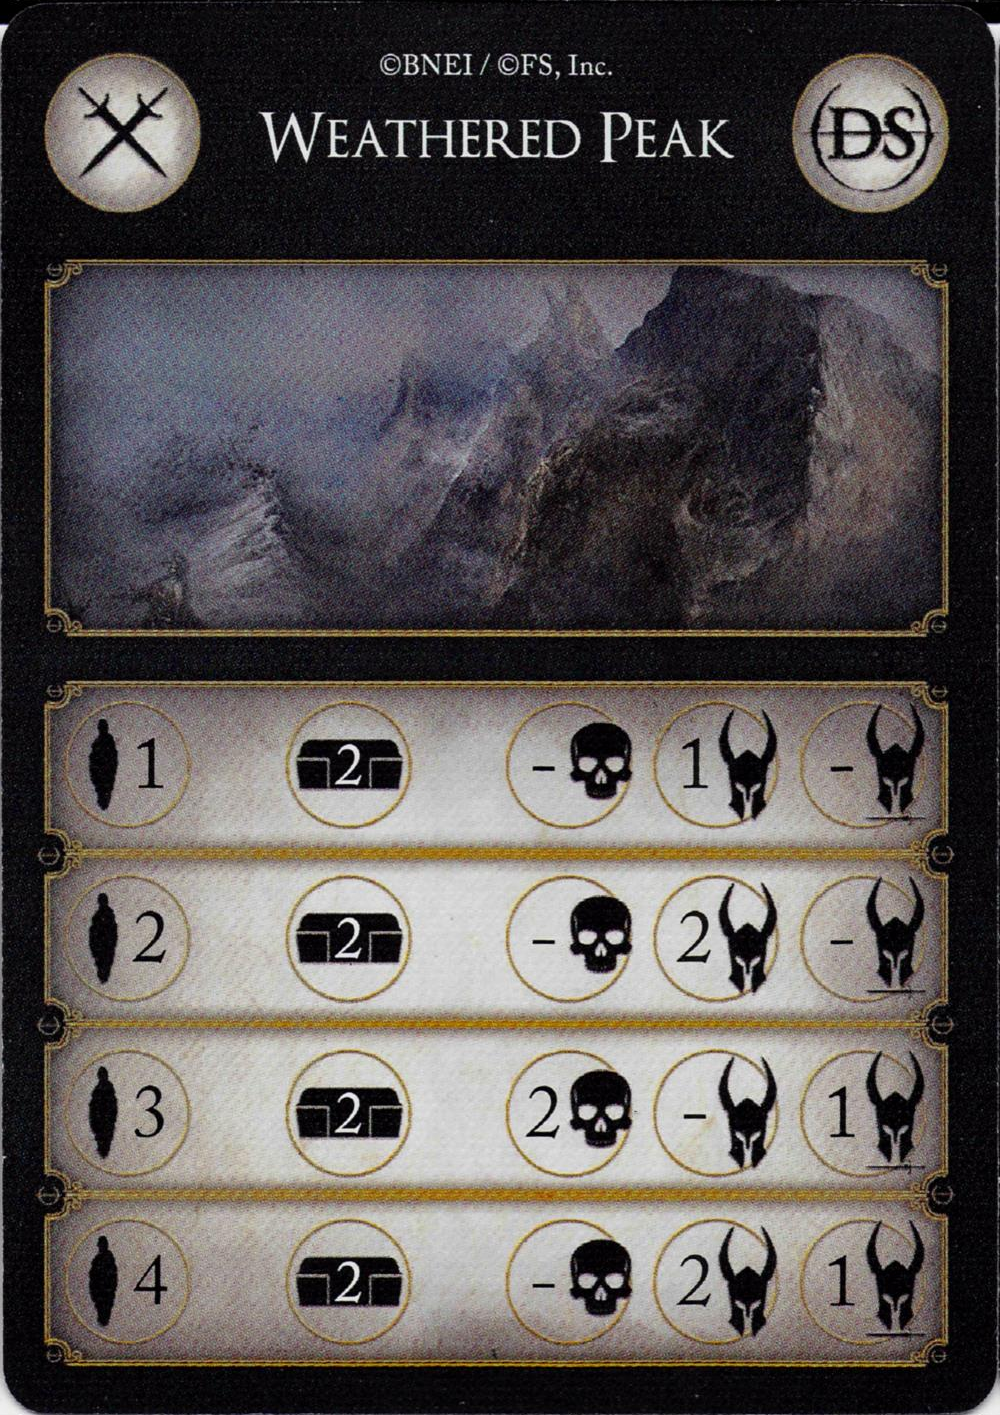 ©BNEI / ©FS, Inc.
WEATHERED PEAK
DS
1 2 - 1 -
2 2 - 2 -
3 2 2 - 1
4 2 - 2 1